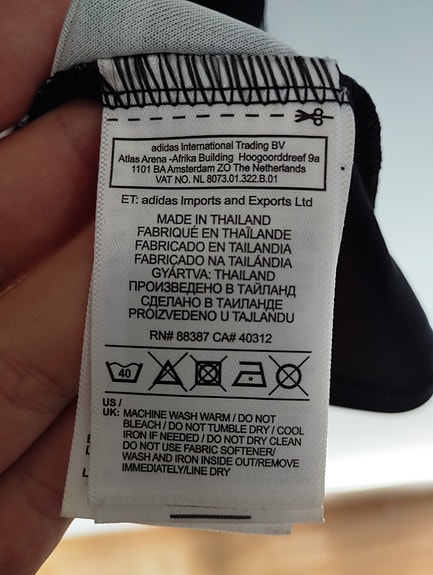 adidas International Trading BV
Atlas Arena -Afrika Building Hoogoorddreef 9a
1101 BA Amsterdam ZO The Netherlands
VAT NO. NL 8073.01.322.B.01
ET: adidas Imports and Exports Ltd
MADE IN THAILAND
FABRIQUÉ EN THAÏLANDE
FABRICADO EN TAILANDIA
FABRICADO NA TAILÂNDIA
GYÁRTVA: THAILAND
ПРОИЗВЕДЕНО В ТАЙЛАНД
СДЕЛАНО В ТАИЛАНДЕ
PROIZVEDENO U TAJLANDU
RN# 88387 CA# 40312
40
US /
UK: MACHINE WASH WARM / DO NOT
BLEACH / DO NOT TUMBLE DRY / COOL
IRON IF NEEDED / DO NOT DRY CLEAN
DO NOT USE FABRIC SOFTENER/
WASH AND IRON INSIDE OUT/REMOVE
IMMEDIATELY/LINE DRY